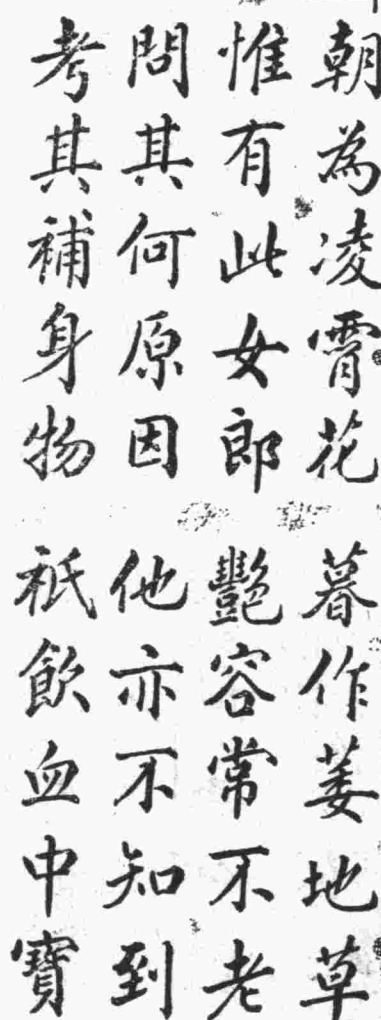 朝為凌霄花 暮作萎地草
惟有此女郎 艷容常不老
問其何原因 他亦不知到
考其補身物 祇飲血中寶